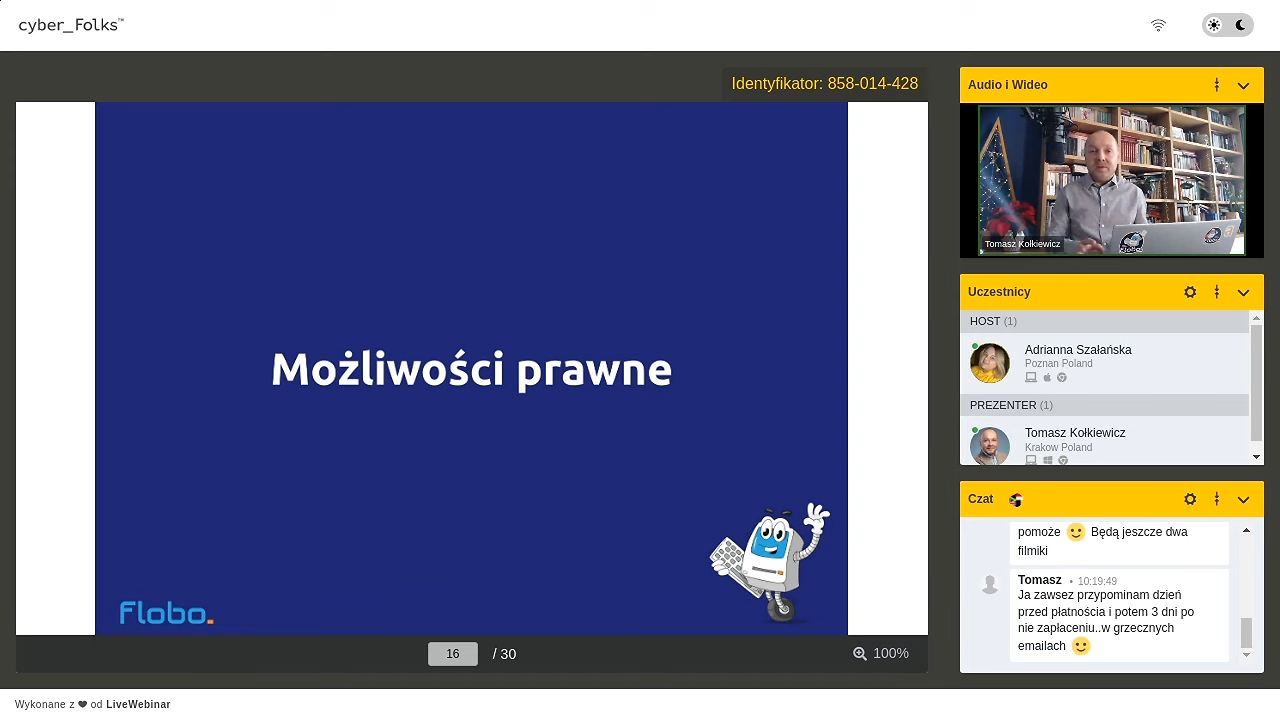 cyber_Folks™
Identyfikator: 858-014-428
Możliwości prawne
Flobo.
16 / 30
100%
Audio i Wideo
Tomasz Kołkiewicz
Uczestnicy
HOST (1)
Adrianna Szałańska
Poznan Poland
PREZENTER (1)
Tomasz Kołkiewicz
Krakow Poland
Czat
pomoże 🙂 Będą jeszcze dwa
filmiki
Tomasz • 10:19:49
Ja zawsez przypominam dzień
przed płatnościa i potem 3 dni po
nie zapłaceniu..w grzecznych
emailach 🙂
Wykonane z ❤ od LiveWebinar